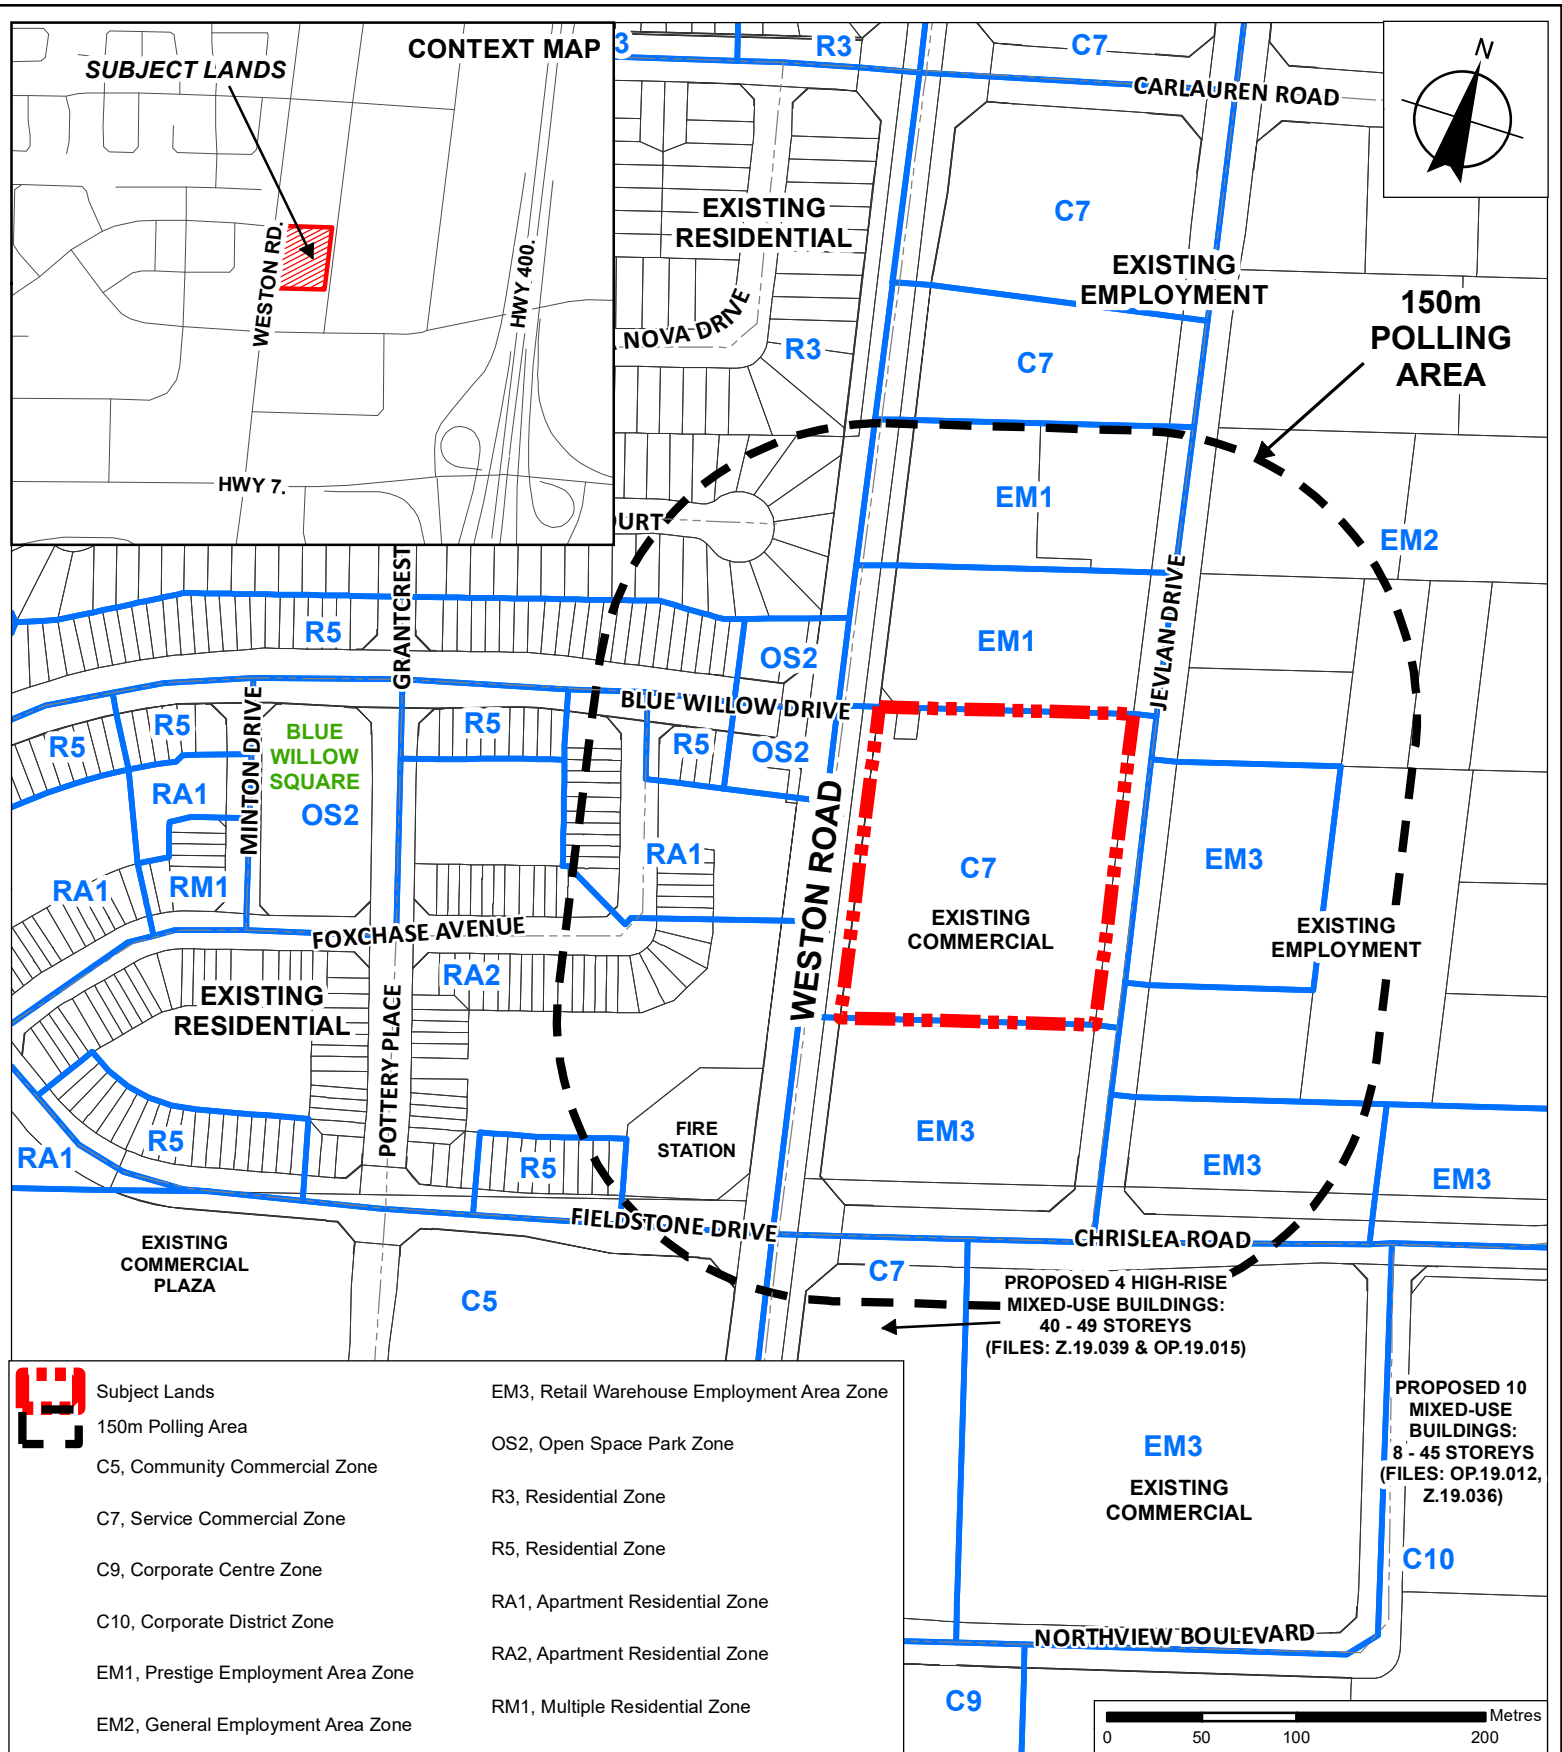 CONTEXT MAP
SUBJECT LANDS
WESTON RD.
HWY 400.
HWY 7.
N
3
R3
C7
CARLAUREN ROAD
EXISTING
RESIDENTIAL
C7
EXISTING
EMPLOYMENT
150m
POLLING
AREA
NOVA DRIVE
R3
C7
EM1
URT
EM2
GRANTCREST
R5
OS2
EM1
JEVLAN DRIVE
BLUE WILLOW DRIVE
MINTON DRIVE
R5
R5
BLUE
WILLOW
SQUARE
OS2
R5
R5
OS2
RA1
RA1
RM1
RA1
WESTON ROAD
C7
EXISTING
COMMERCIAL
EM3
EXISTING
EMPLOYMENT
FOXCHASE AVENUE
RA2
EXISTING
RESIDENTIAL
POTTERY PLACE
R5
RA1
R5
FIRE
STATION
EM3
EM3
EM3
FIELDSTONE DRIVE
CHRISLEA ROAD
EXISTING
COMMERCIAL
PLAZA
C5
C7
PROPOSED 4 HIGH-RISE
MIXED-USE BUILDINGS:
40 - 49 STOREYS
(FILES: Z.19.039 & OP.19.015)
EM3
EXISTING
COMMERCIAL
PROPOSED 10
MIXED-USE
BUILDINGS:
8 - 45 STOREYS
(FILES: OP.19.012,
Z.19.036)
C10
NORTHVIEW BOULEVARD
C9
Subject Lands
150m Polling Area
C5, Community Commercial Zone
C7, Service Commercial Zone
C9, Corporate Centre Zone
C10, Corporate District Zone
EM1, Prestige Employment Area Zone
EM2, General Employment Area Zone
EM3, Retail Warehouse Employment Area Zone
OS2, Open Space Park Zone
R3, Residential Zone
R5, Residential Zone
RA1, Apartment Residential Zone
RA2, Apartment Residential Zone
RM1, Multiple Residential Zone
Metres
0 50 100 200